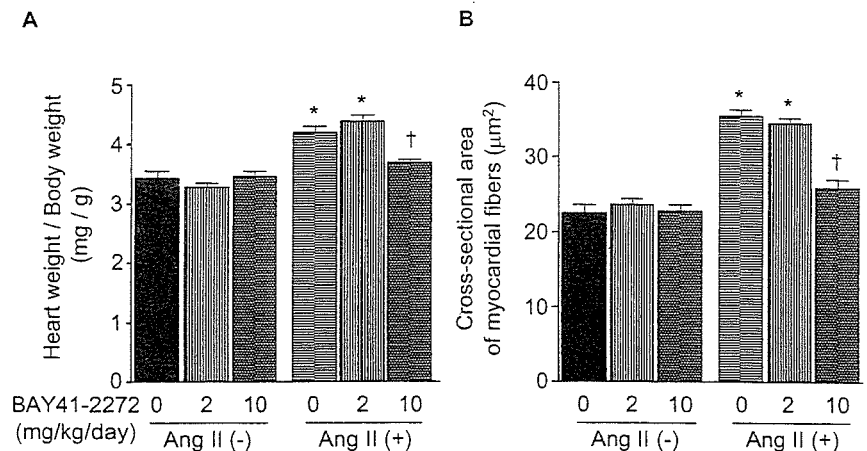 A
Heart weight / Body weight
(mg / g)
5
4
3
2
1
0
* * †
BAY41-2272 0 2 10 0 2 10
(mg/kg/day) Ang II (-) Ang II (+)
B
Cross-sectional area
of myocardial fibers (μm²)
40
30
20
10
0
* * †
0 2 10 0 2 10
Ang II (-) Ang II (+)